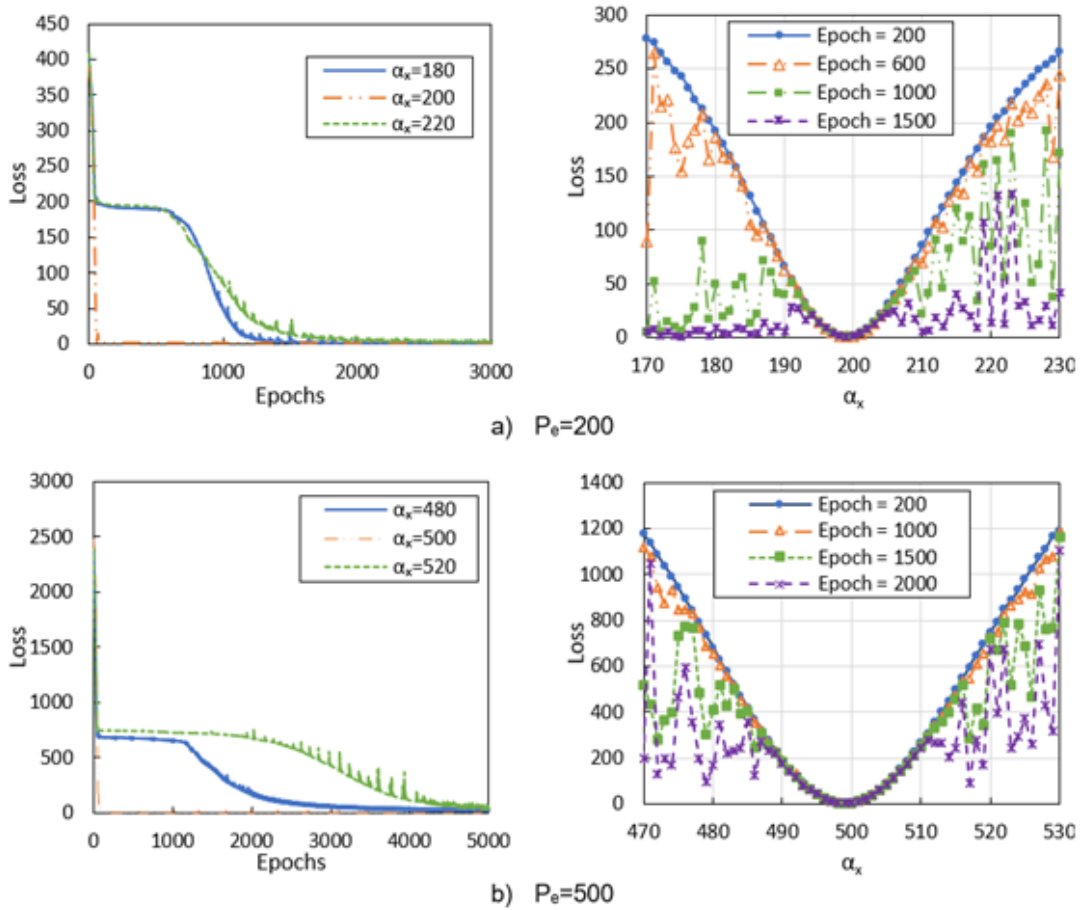 450
400
350
300
250
200
150
100
50
0
Loss
αₓ=180
αₓ=200
αₓ=220
0 1000 2000 3000
Epochs
300
250
200
150
100
50
0
Loss
Epoch = 200
Epoch = 600
Epoch = 1000
Epoch = 1500
170 180 190 200 210 220 230
αₓ
a) Pₑ=200
3000
2500
2000
1500
1000
500
0
Loss
αₓ=480
αₓ=500
αₓ=520
0 1000 2000 3000 4000 5000
Epochs
1400
1200
1000
800
600
400
200
0
Loss
Epoch = 200
Epoch = 1000
Epoch = 1500
Epoch = 2000
470 480 490 500 510 520 530
αₓ
b) Pₑ=500